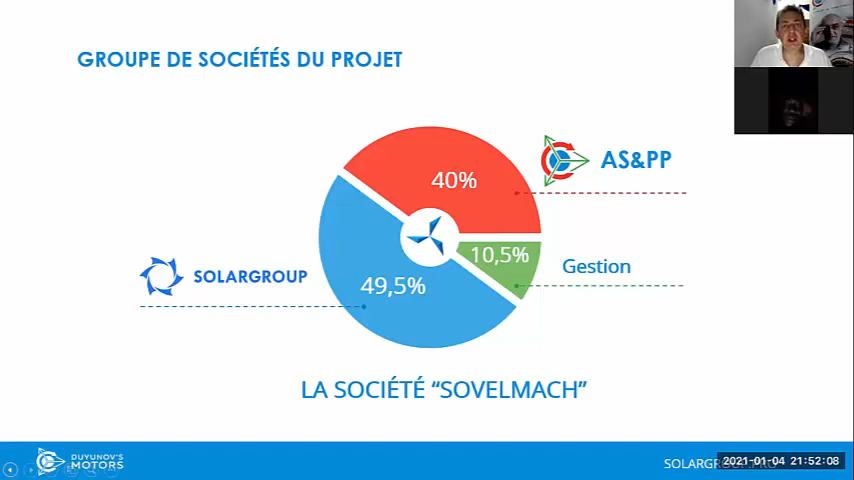 GROUPE DE SOCIÉTÉS DU PROJET
40%
AS&PP
10,5%
Gestion
SOLARGROUP
49,5%
LA SOCIÉTÉ “SOVELMACH”
DUYUNOV'S
MOTORS
2021-01-04 21:52:08